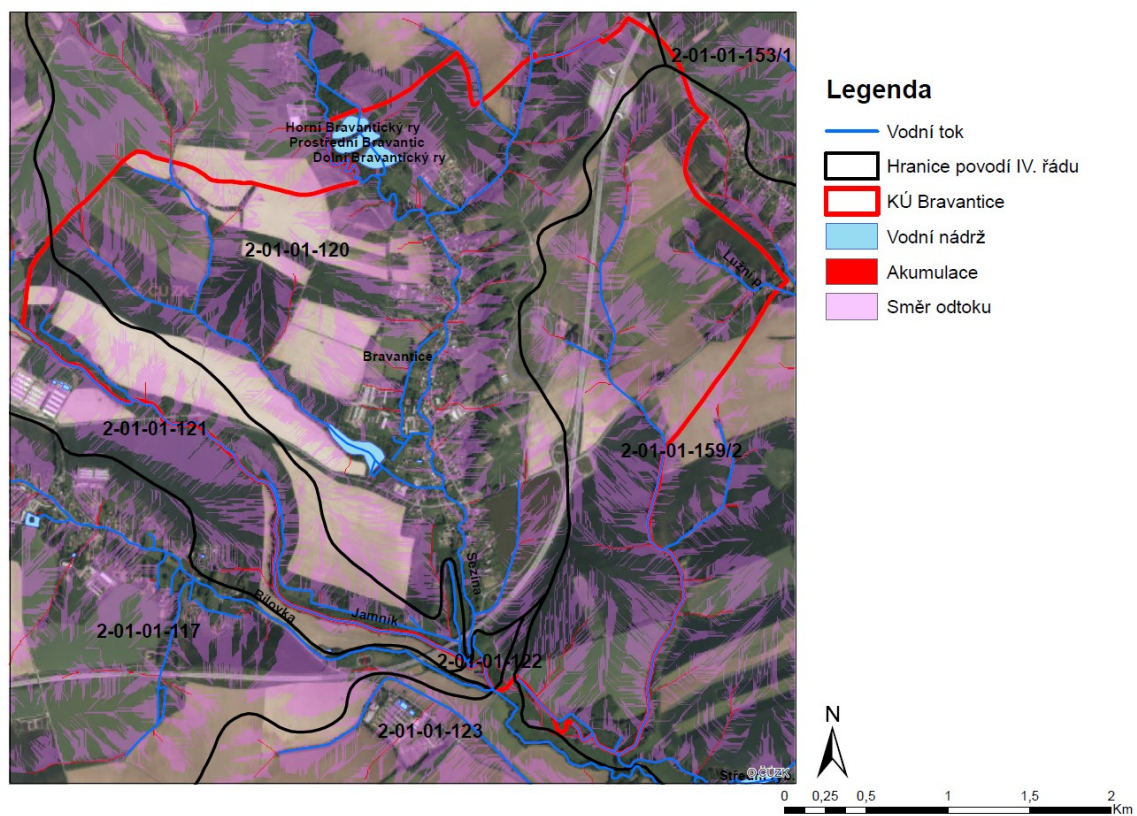 2-01-01-153/1
Horní Bravantický ry
Prostřední Bravantic
Dolní Bravantický ry
2-01-01-120
ČÚZK
Lužní p.
Bravantice
2-01-01-121
2-01-01-159/2
Sezina
Bílovka
Jamník
2-01-01-117
2-01-01-122
2-01-01-123
© ČÚZK
Legenda
Vodní tok
Hranice povodí IV. řádu
KÚ Bravantice
Vodní nádrž
Akumulace
Směr odtoku
N
0 0,25 0,5 1 1,5 2
Km